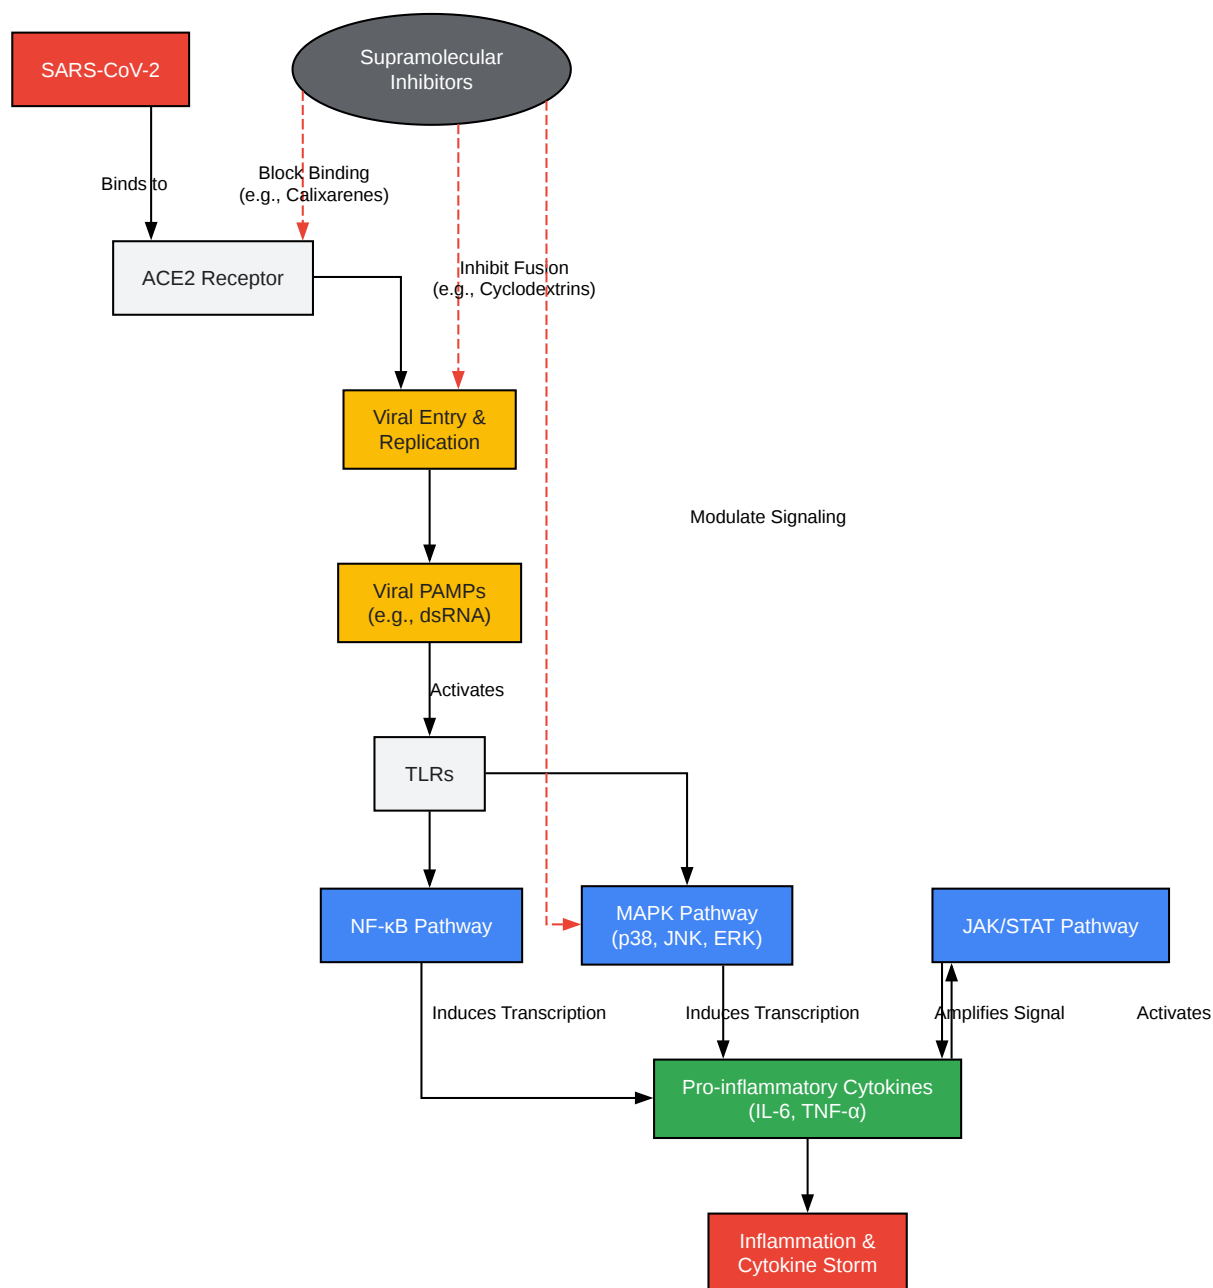 SARS-CoV-2
Supramolecular
Inhibitors
Binds to
Block Binding
(e.g., Calixarenes)
Inhibit Fusion
(e.g., Cyclodextrins)
ACE2 Receptor
Viral Entry &
Replication
Modulate Signaling
Viral PAMPs
(e.g., dsRNA)
Activates
TLRs
NF-κB Pathway
MAPK Pathway
(p38, JNK, ERK)
JAK/STAT Pathway
Induces Transcription
Induces Transcription
Amplifies Signal
Activates
Pro-inflammatory Cytokines
(IL-6, TNF-α)
Inflammation &
Cytokine Storm